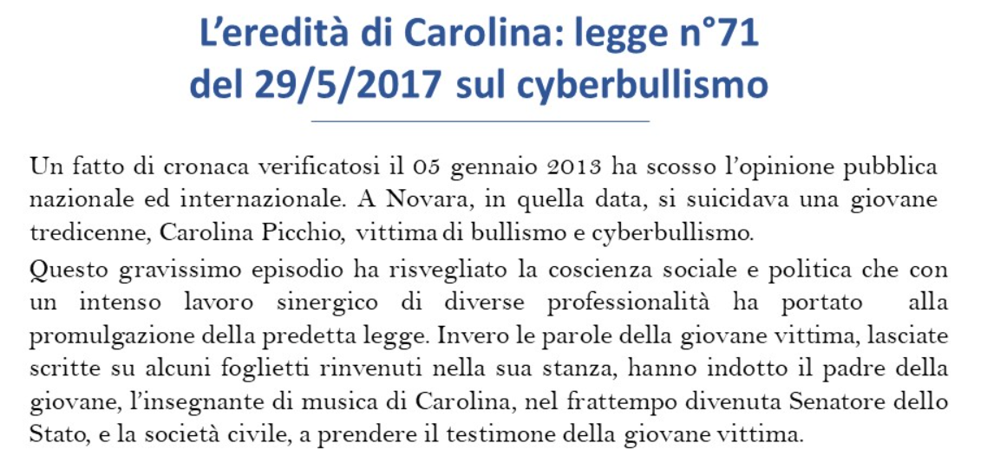 L’eredità di Carolina: legge n°71
del 29/5/2017 sul cyberbullismo
Un fatto di cronaca verificatosi il 05 gennaio 2013 ha scosso l’opinione pubblica
nazionale ed internazionale. A Novara, in quella data, si suicidava una giovane
tredicenne, Carolina Picchio, vittima di bullismo e cyberbullismo.
Questo gravissimo episodio ha risvegliato la coscienza sociale e politica che con
un intenso lavoro sinergico di diverse professionalità ha portato alla
promulgazione della predetta legge. Invero le parole della giovane vittima, lasciate
scritte su alcuni foglietti rinvenuti nella sua stanza, hanno indotto il padre della
giovane, l’insegnante di musica di Carolina, nel frattempo divenuta Senatore dello
Stato, e la società civile, a prendere il testimone della giovane vittima.